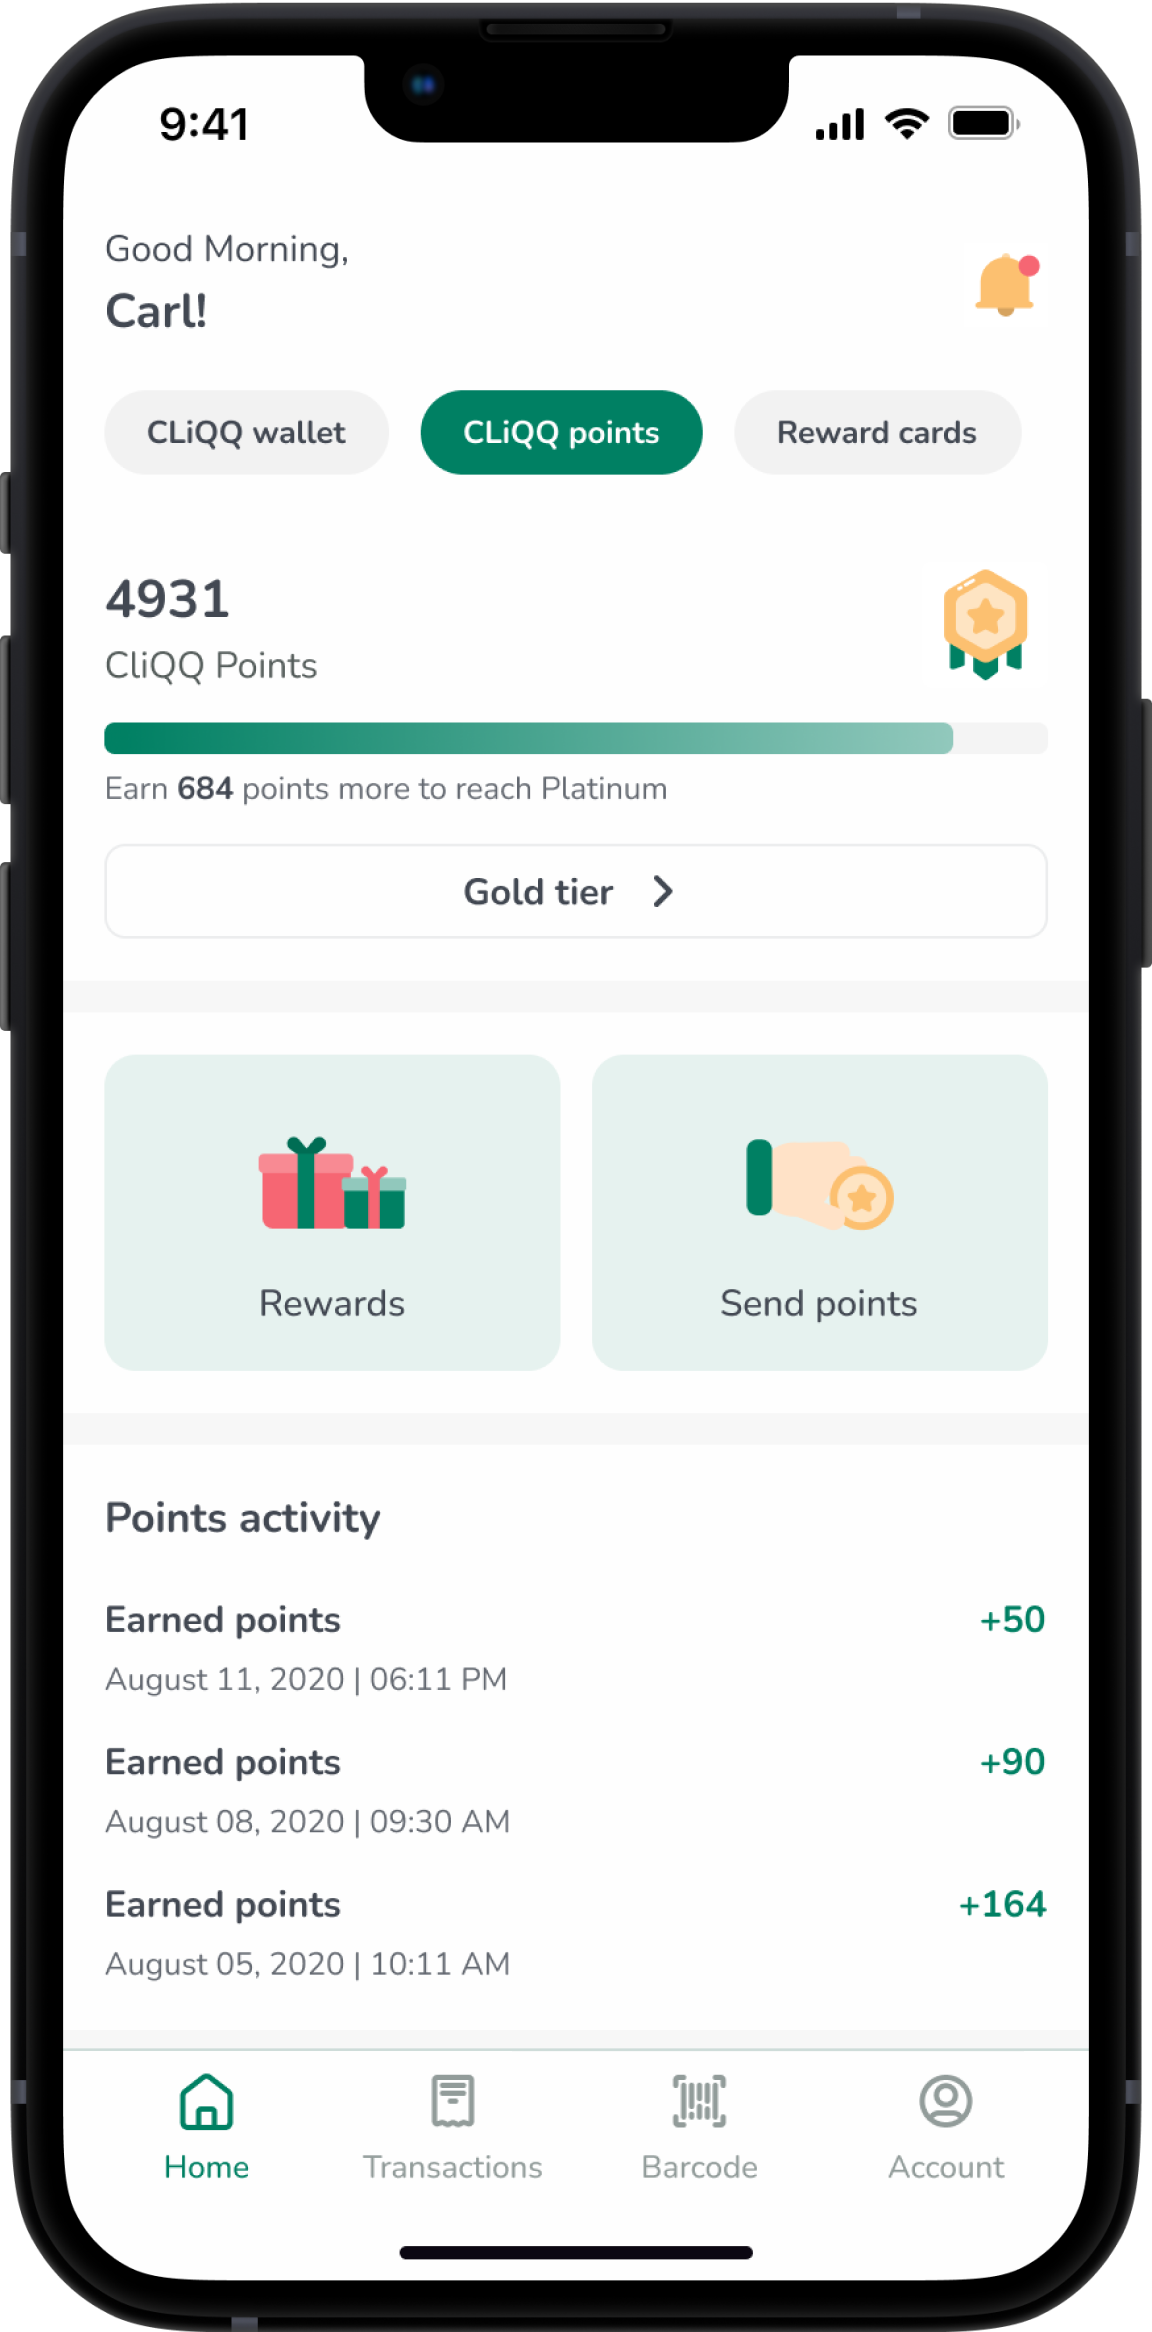 9:41
Good Morning,
Carl!
CLiQQ wallet
CLiQQ points
Reward cards
4931
CliQQ Points
Earn 684 points more to reach Platinum
Gold tier
Rewards
Send points
Points activity
Earned points
+50
August 11, 2020 | 06:11 PM
Earned points
+90
August 08, 2020 | 09:30 AM
Earned points
+164
August 05, 2020 | 10:11 AM
Home
Transactions
Barcode
Account